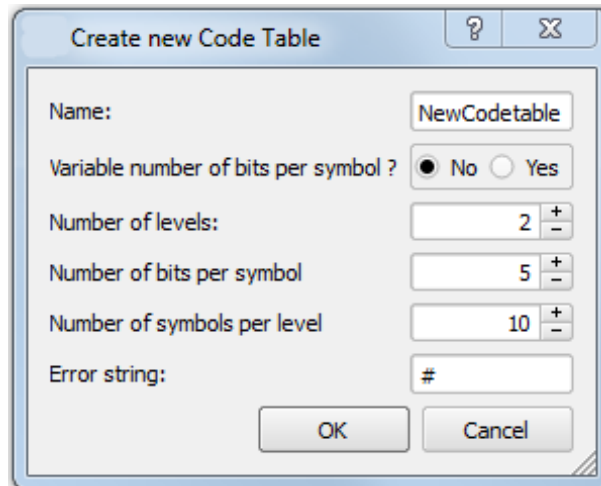 Create new Code Table
Name: NewCodetable
Variable number of bits per symbol ? No Yes
Number of levels: 2
Number of bits per symbol 5
Number of symbols per level 10
Error string: #
OK Cancel